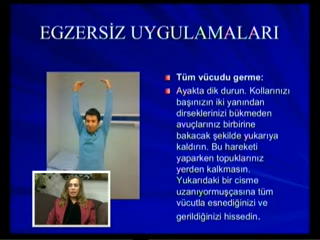 EGZERSİZ UYGULAMALARI
Tüm vücudu germe:
Ayakta dik durun. Kollarınızı
başınızın iki yanından
dirseklerinizi bükmeden
avuçlarınız birbirine
bakacak şekilde yukarıya
kaldırın. Bu hareketi
yaparken topuklarınız
yerden kalkmasın.
Yukarıdaki bir cisme
uzanıyormuşçasına tüm
vücutla esnediğinizi ve
gerildiğinizi hissedin.